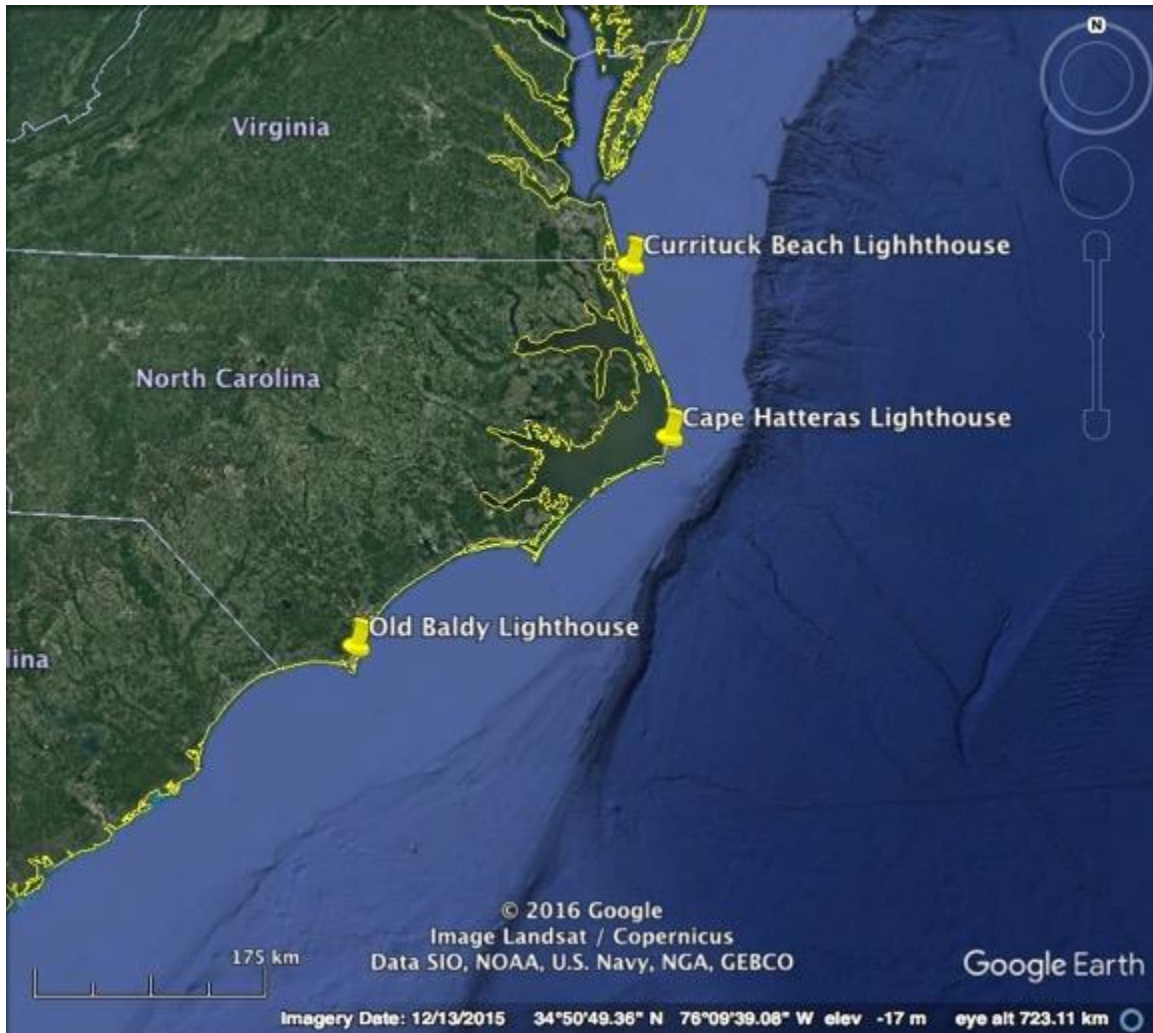 N
Virginia
Currituck Beach Lighhthouse
North Carolina
Cape Hatteras Lighthouse
Old Baldy Lighthouse
lina
© 2016 Google
Image Landsat / Copernicus
175 km
Data SIO, NOAA, U.S. Navy, NGA, GEBCO
Google Earth
Imagery Date: 12/13/2015 34°50'49.36" N 76°09'39.08" W elev -17 m eye alt 723.11 km